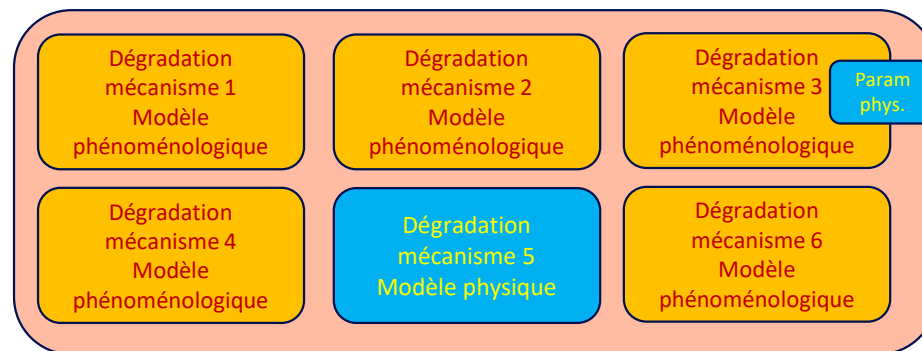 Dégradation
mécanisme 1
Modèle
phénoménologique
Dégradation
mécanisme 2
Modèle
phénoménologique
Dégradation
mécanisme 3
Modèle
phénoménologique
Param
phys.
Dégradation
mécanisme 4
Modèle
phénoménologique
Dégradation
mécanisme 5
Modèle physique
Dégradation
mécanisme 6
Modèle
phénoménologique